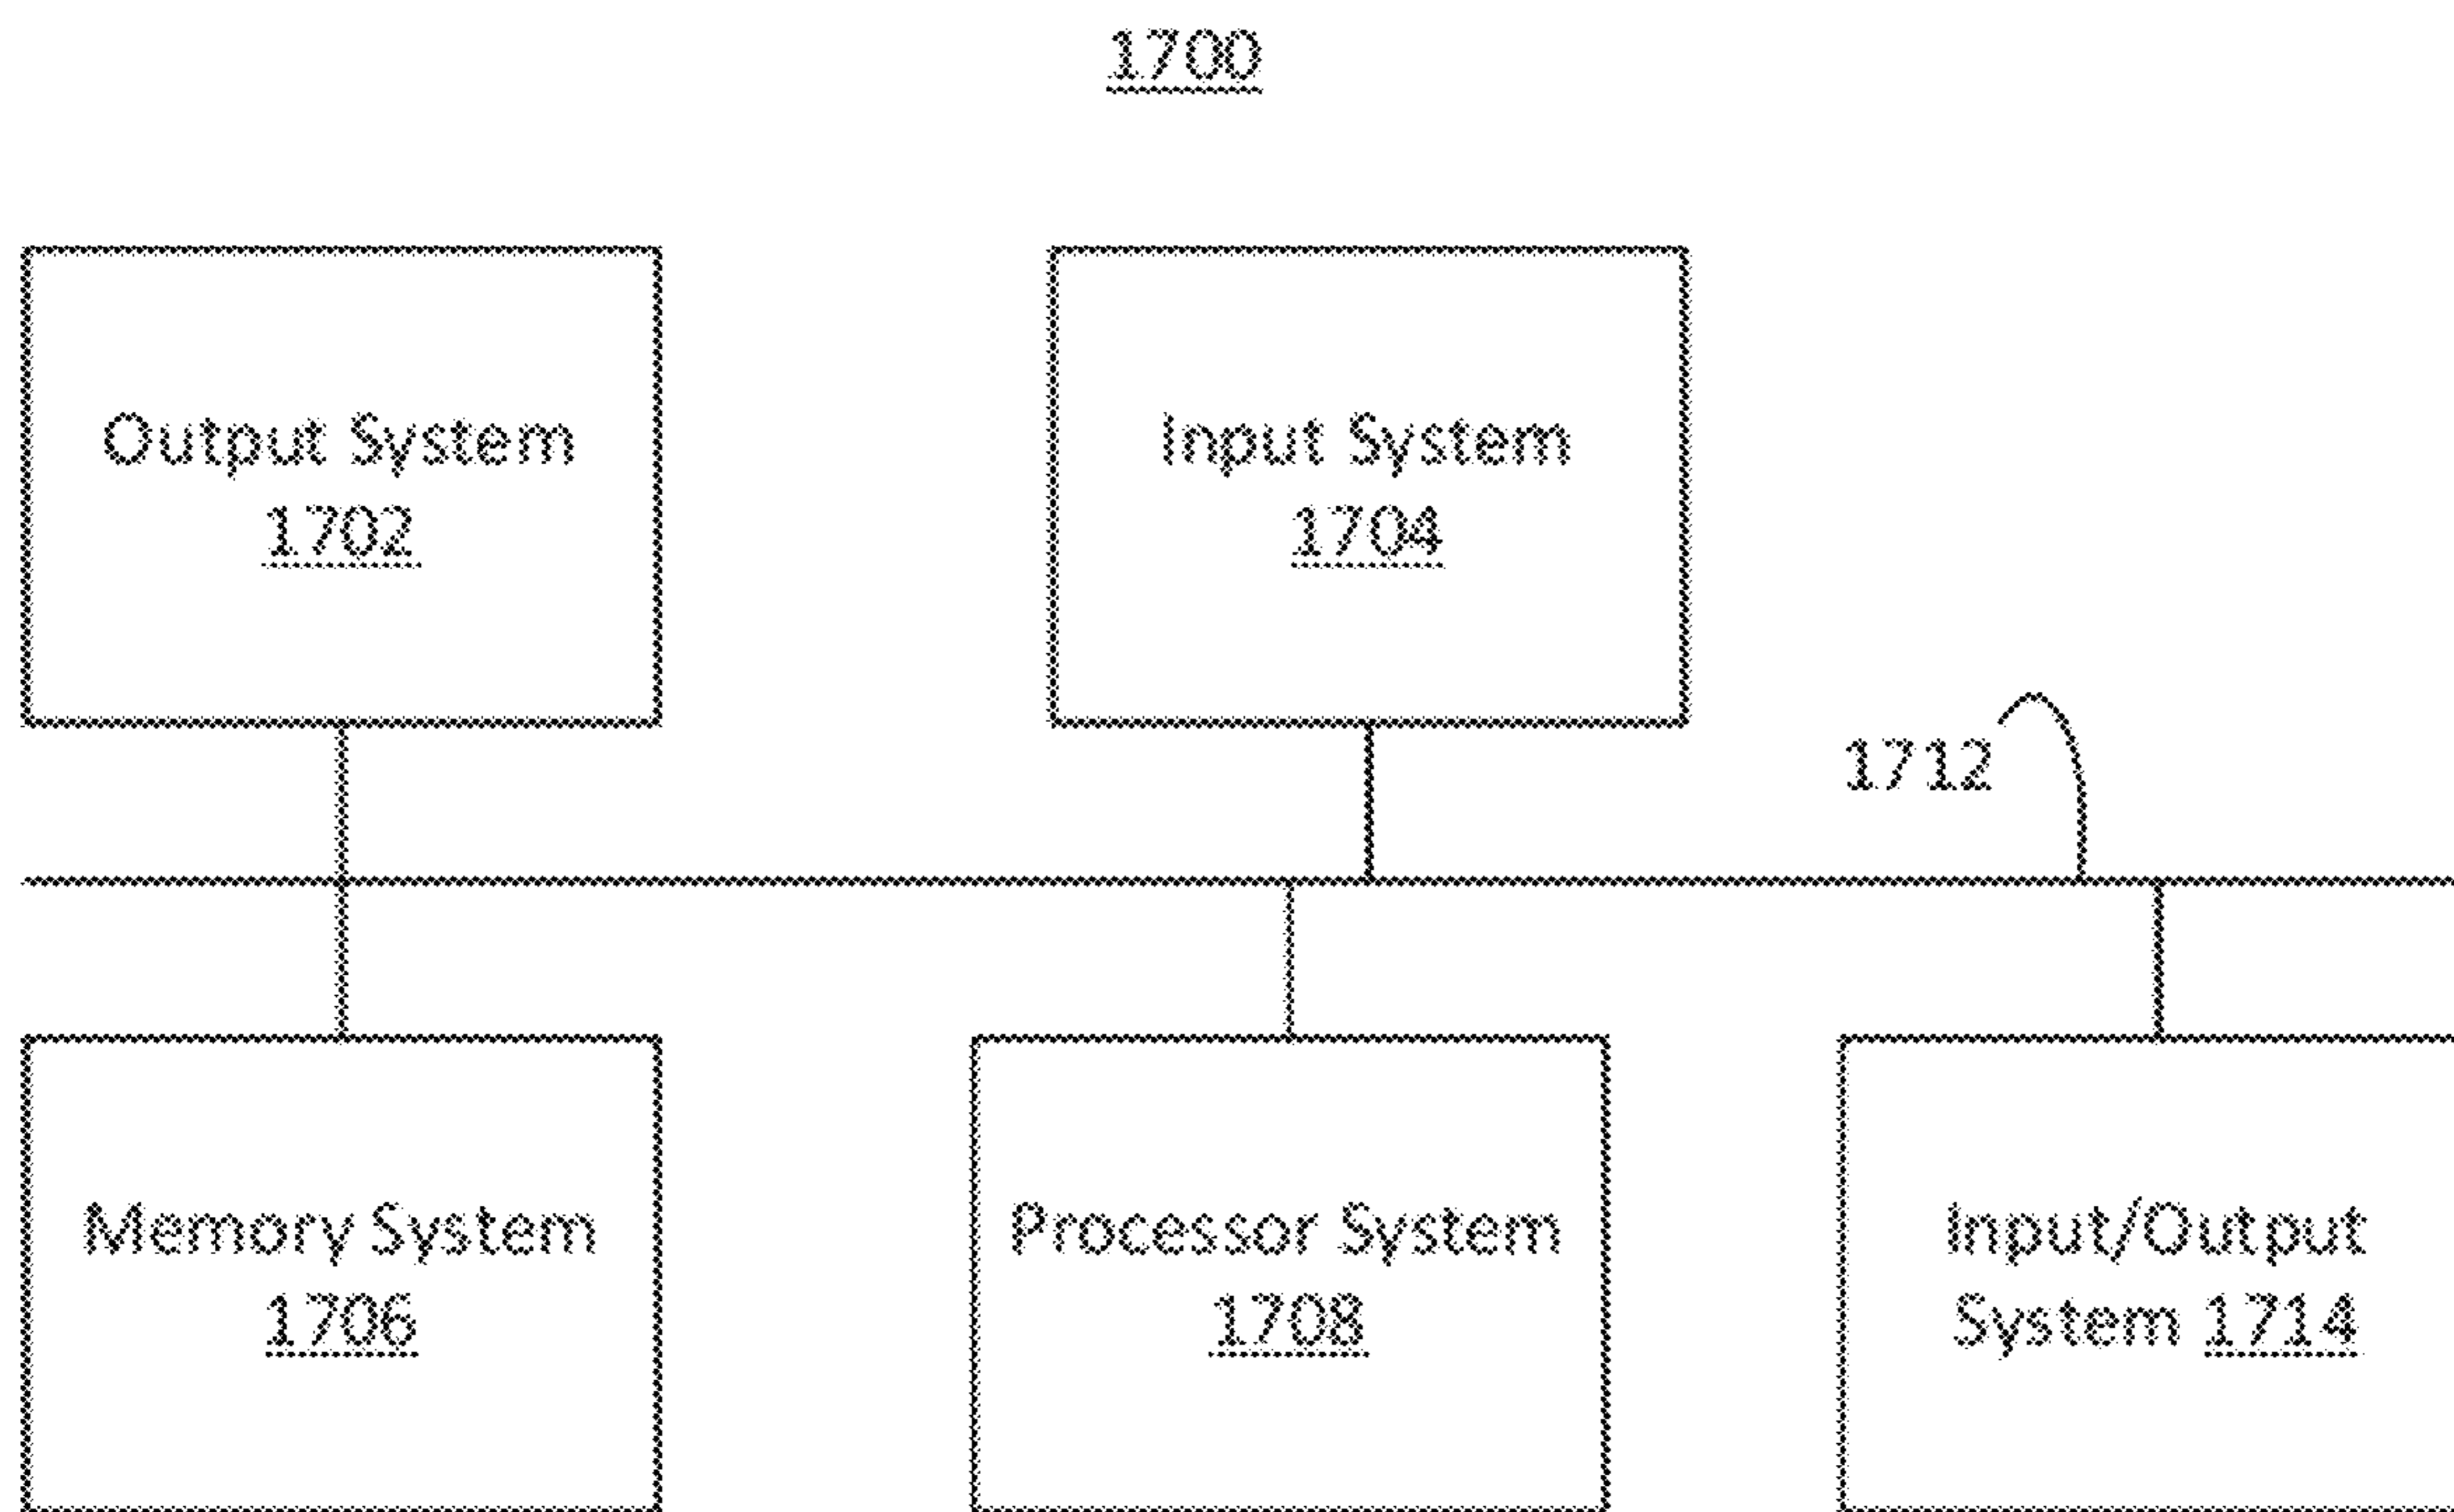 1700
Output System
1702
Input System
1704
1712
Memory System
1706
Processor System
1708
Input/Output
System 1714